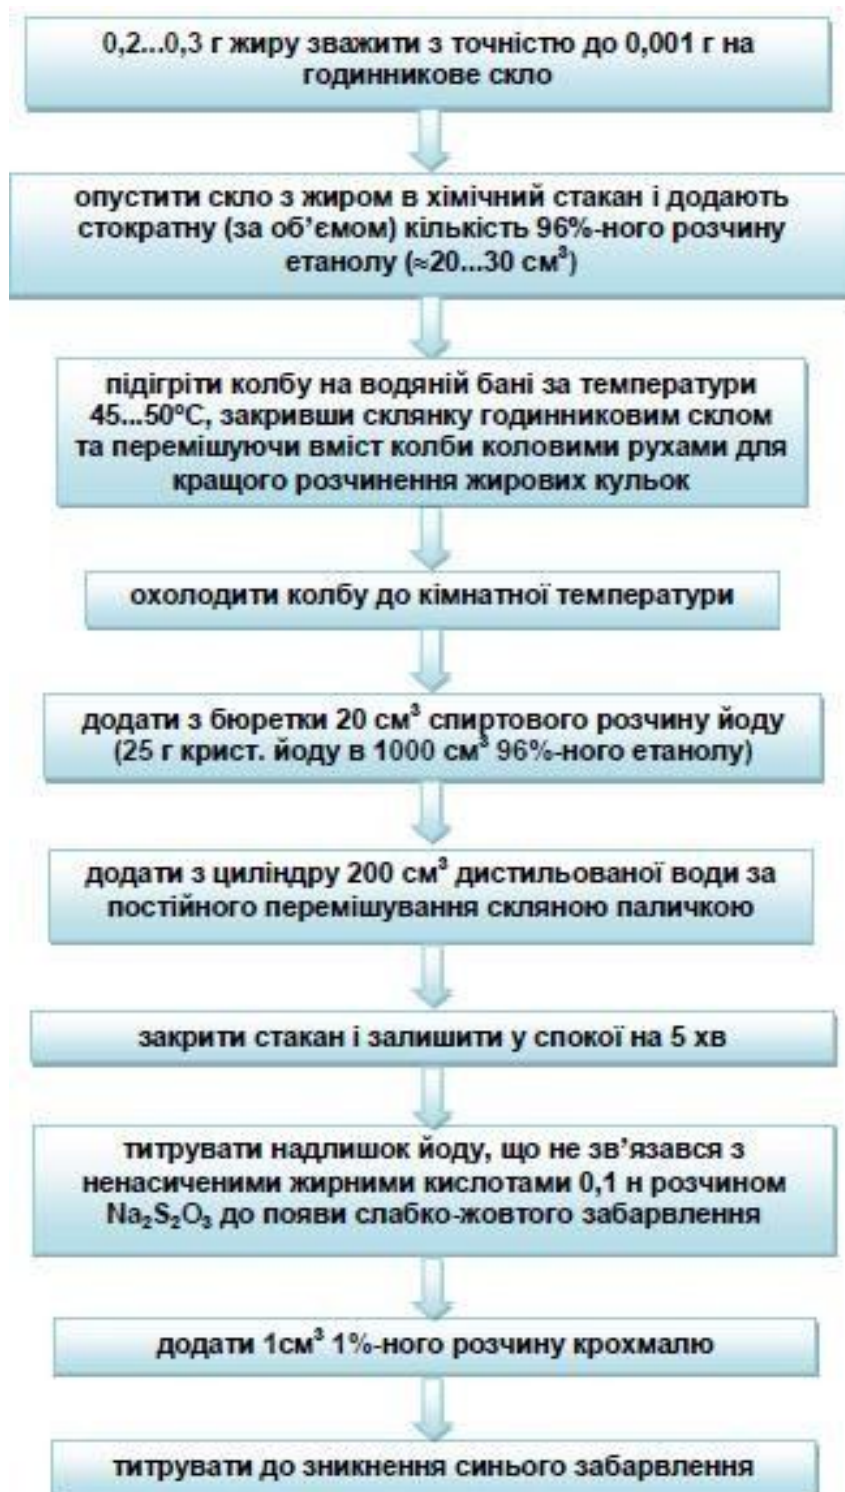 0,2...0,3 г жиру зважити з точністю до 0,001 г на
годинникове скло
опустити скло з жиром в хімічний стакан і додають
стократну (за об’ємом) кількість 96%-ного розчину
етанолу (≈20...30 см³)
підігріти колбу на водяній бані за температури
45...50ºС, закривши склянку годинниковим склом
та перемішуючи вміст колби коловими рухами для
кращого розчинення жирових кульок
охолодити колбу до кімнатної температури
додати з бюретки 20 см³ спиртового розчину йоду
(25 г крист. йоду в 1000 см³ 96%-ного етанолу)
додати з циліндру 200 см³ дистильованої води за
постійного перемішування скляною паличкою
закрити стакан і залишити у спокої на 5 хв
титрувати надлишок йоду, що не зв’язався з
ненасиченими жирними кислотами 0,1 н розчином
Na₂S₂O₃ до появи слабко-жовтого забарвлення
додати 1см³ 1%-ного розчину крохмалю
титрувати до зникнення синього забарвлення